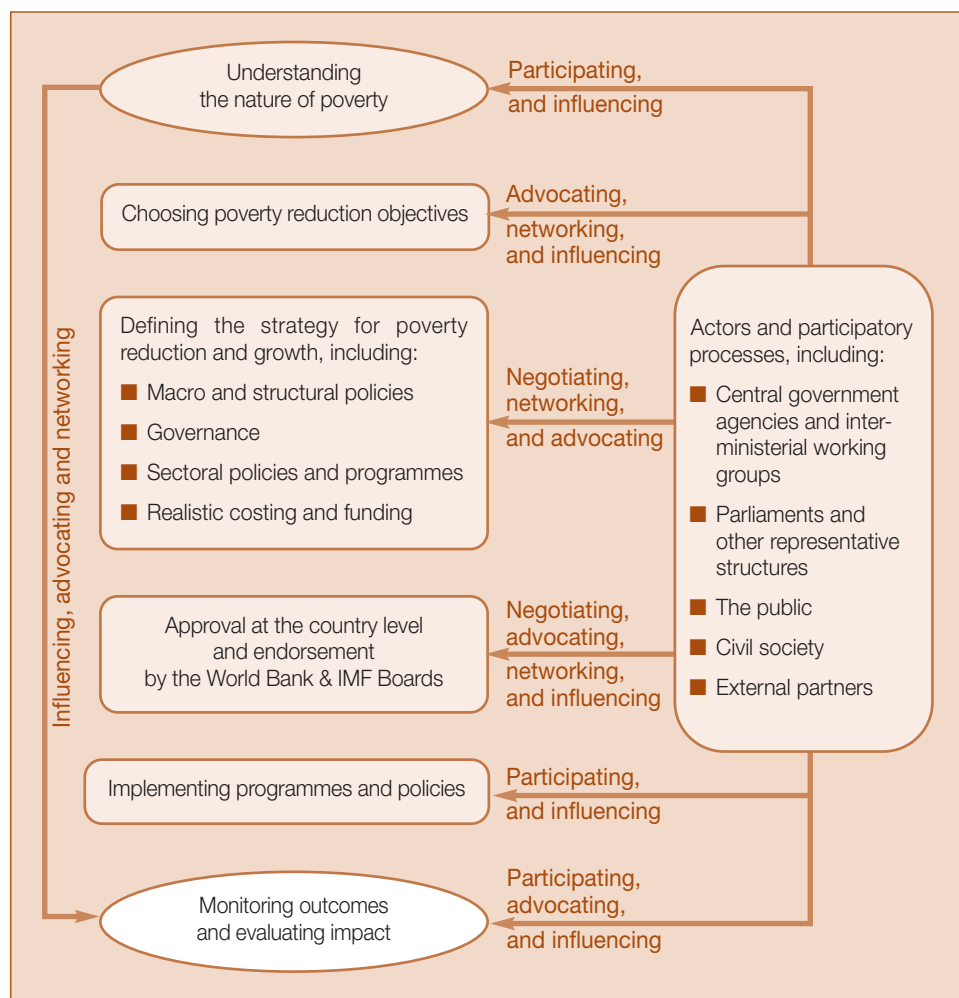 Understanding
the nature of poverty
Participating,
and influencing
Choosing poverty reduction objectives
Advocating,
networking,
and influencing
Defining the strategy for poverty
reduction and growth, including:
Macro and structural policies
Governance
Sectoral policies and programmes
Realistic costing and funding
Negotiating,
networking,
and advocating
Actors and participatory
processes, including:
Central government
agencies and inter-
ministerial working
groups
Parliaments and
other representative
structures
The public
Civil society
External partners
Influencing, advocating and networking
Approval at the country level
and endorsement
by the World Bank & IMF Boards
Negotiating,
advocating,
networking,
and influencing
Implementing programmes and policies
Participating,
and influencing
Monitoring outcomes
and evaluating impact
Participating,
advocating,
and influencing